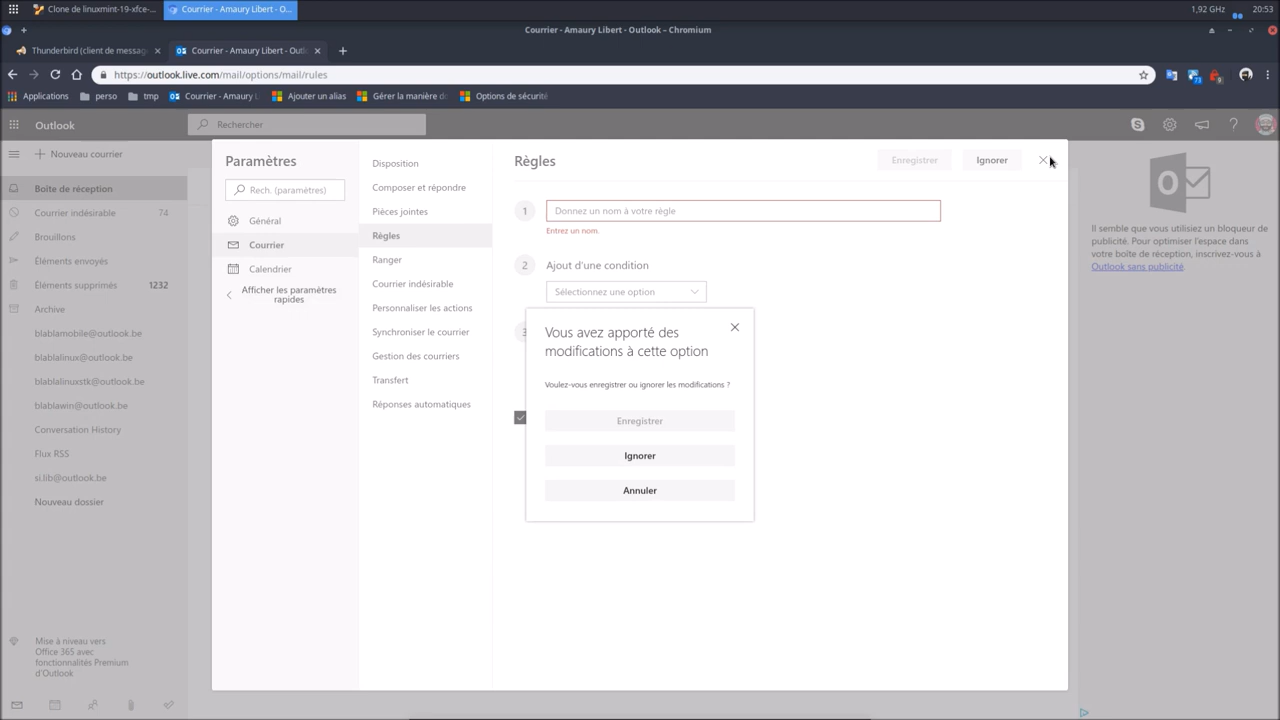 Clone de linuxmint-19-xfce-...
Courrier - Amaury Libert - O...
1,92 GHz
20:53
Courrier - Amaury Libert - Outlook – Chromium
Thunderbird (client de messag
Courrier - Amaury Libert - Outl
https://outlook.live.com/mail/options/mail/rules
Applications
perso
tmp
Courrier - Amaury L
Ajouter un alias
Gérer la manière d
Options de sécurité
Outlook
Rechercher
Nouveau courrier
Boîte de réception
Courrier indésirable 74
Brouillons
Éléments envoyés
Éléments supprimés 1232
Archive
blablamobile@outlook.be
blablalinux@outlook.be
blablalinuxstk@outlook.be
blablawin@outlook.be
Conversation History
Flux RSS
si.lib@outlook.be
Nouveau dossier
Mise à niveau vers
Office 365 avec
fonctionnalités Premium
d'Outlook
Paramètres
Rech. (paramètres)
Général
Courrier
Calendrier
Afficher les paramètres
rapides
Disposition
Composer et répondre
Pièces jointes
Règles
Ranger
Courrier indésirable
Personnaliser les actions
Synchroniser le courrier
Gestion des courriers
Transfert
Réponses automatiques
Règles
Enregistrer
Ignorer
1
Donnez un nom à votre règle
Entrez un nom.
2
Ajout d'une condition
Sélectionnez une option
3
Vous avez apporté des
modifications à cette option
Voulez-vous enregistrer ou ignorer les modifications ?
Enregistrer
Ignorer
Annuler
Il semble que vous utilisiez un bloqueur de
publicité. Pour optimiser l'espace dans
votre boîte de réception, inscrivez-vous à
Outlook sans publicité.